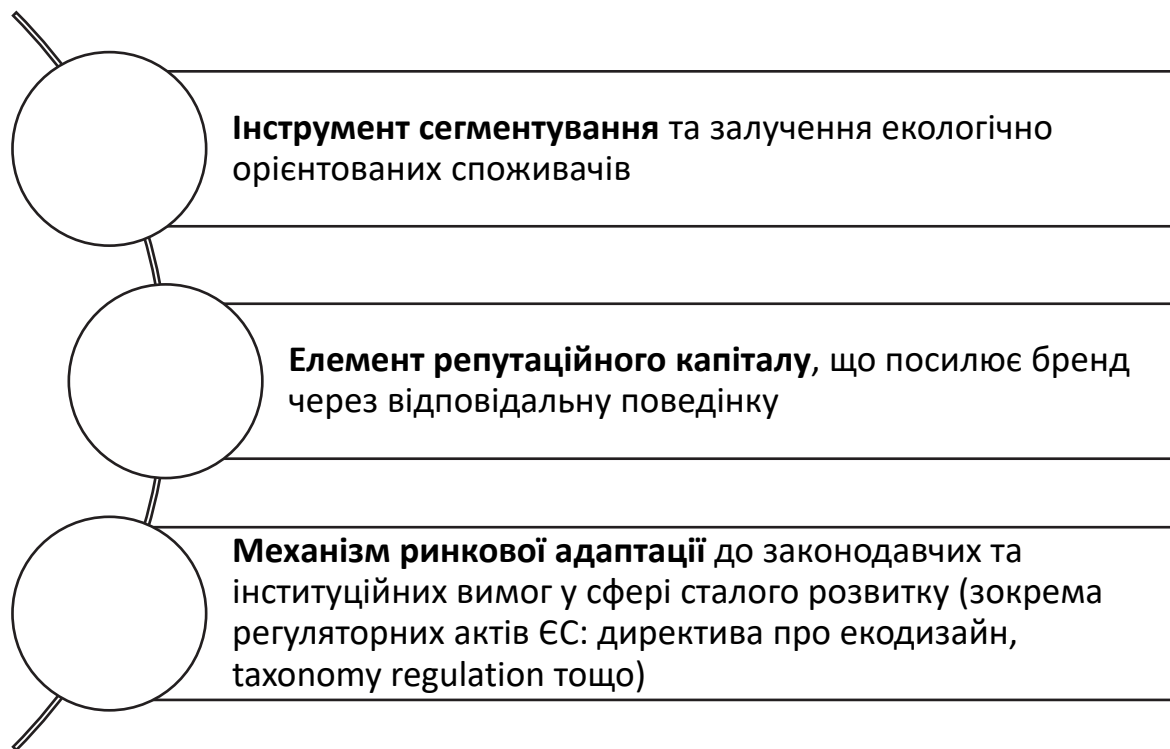 Інструмент сегментування та залучення екологічно
орієнтованих споживачів
Елемент репутаційного капіталу, що посилює бренд
через відповідальну поведінку
Механізм ринкової адаптації до законодавчих та
інституційних вимог у сфері сталого розвитку (зокрема
регуляторних актів ЄС: директива про екодизайн,
taxonomy regulation тощо)